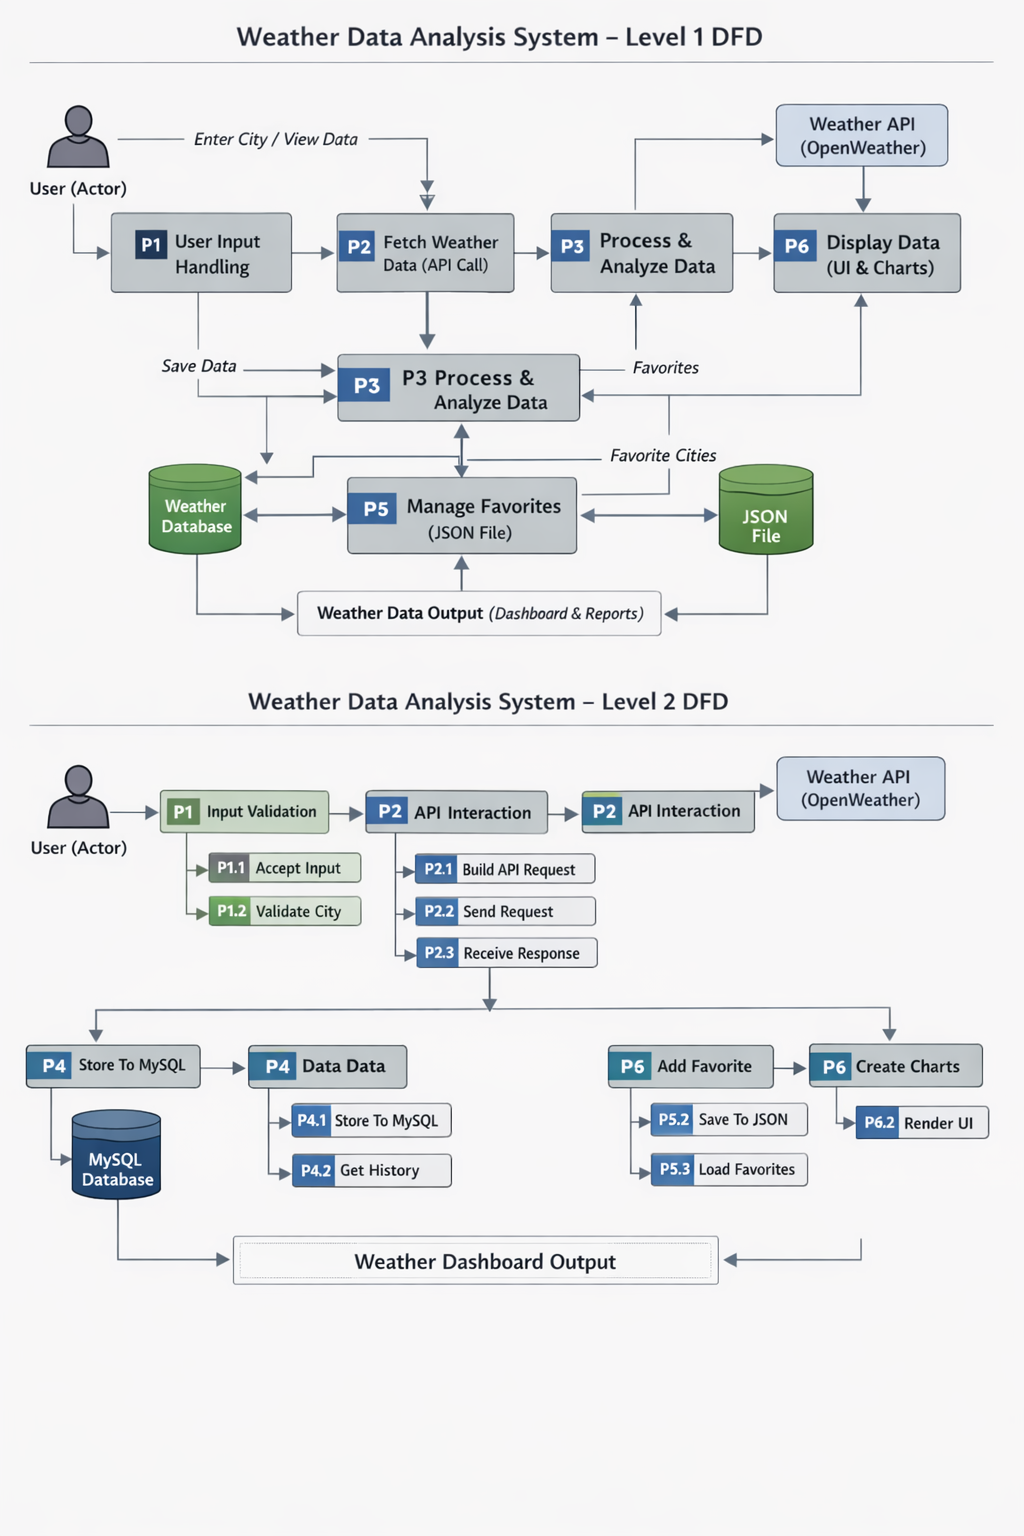 Weather Data Analysis System – Level 1 DFD
Enter City / View Data
User (Actor)
Weather API
(OpenWeather)
P1 User Input
Handling
P2 Fetch Weather
Data (API Call)
P3 Process &
Analyze Data
P6 Display Data
(UI & Charts)
Save Data
P3 P3 Process &
Analyze Data
Favorites
Favorite Cities
Weather
Database
P5 Manage Favorites
(JSON File)
JSON
File
Weather Data Output (Dashboard & Reports)
Weather Data Analysis System – Level 2 DFD
User (Actor)
P1 Input Validation
P2 API Interaction
P2 API Interaction
Weather API
(OpenWeather)
P1.1 Accept Input
P1.2 Validate City
P2.1 Build API Request
P2.2 Send Request
P2.3 Receive Response
P4 Store To MySQL
P4 Data Data
P6 Add Favorite
P6 Create Charts
MySQL
Database
P4.1 Store To MySQL
P4.2 Get History
P5.2 Save To JSON
P5.3 Load Favorites
P6.2 Render UI
Weather Dashboard Output